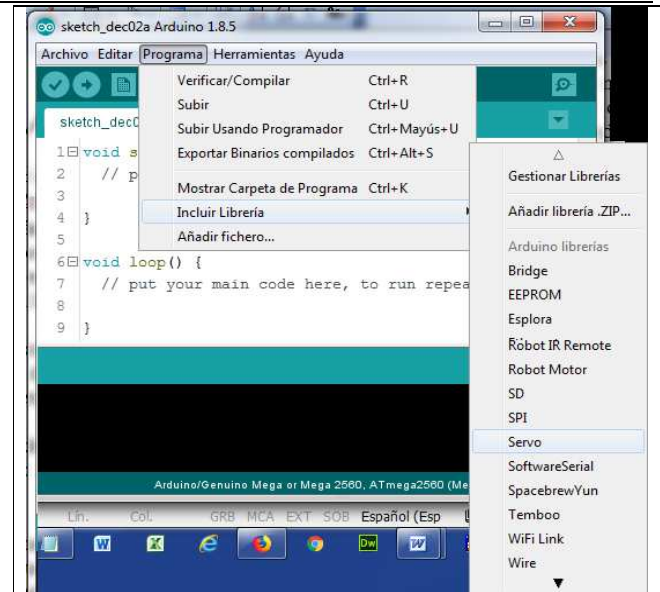 sketch_dec02a Arduino 1.8.5
Archivo Editar Programa Herramientas Ayuda
Verificar/Compilar Ctrl+R
Subir Ctrl+U
Subir Usando Programador Ctrl+Mayús+U
Exportar Binarios compilados Ctrl+Alt+S
Mostrar Carpeta de Programa Ctrl+K
Incluir Librería
Añadir fichero...
sketch_dec0
1 void s
2 // p
3
4 }
5
6 void loop() {
7 // put your main code here, to run repea
8
9 }
Gestionar Librerías
Añadir librería .ZIP...
Arduino librerías
Bridge
EEPROM
Esplora
Robot IR Remote
Robot Motor
SD
SPI
Servo
SoftwareSerial
SpacebrewYun
Temboo
WiFi Link
Wire
Arduino/Genuino Mega or Mega 2560, ATmega2560 (Me
Lín. Col. GRB MCA EXT SOB Español (Esp
W X e Dw W